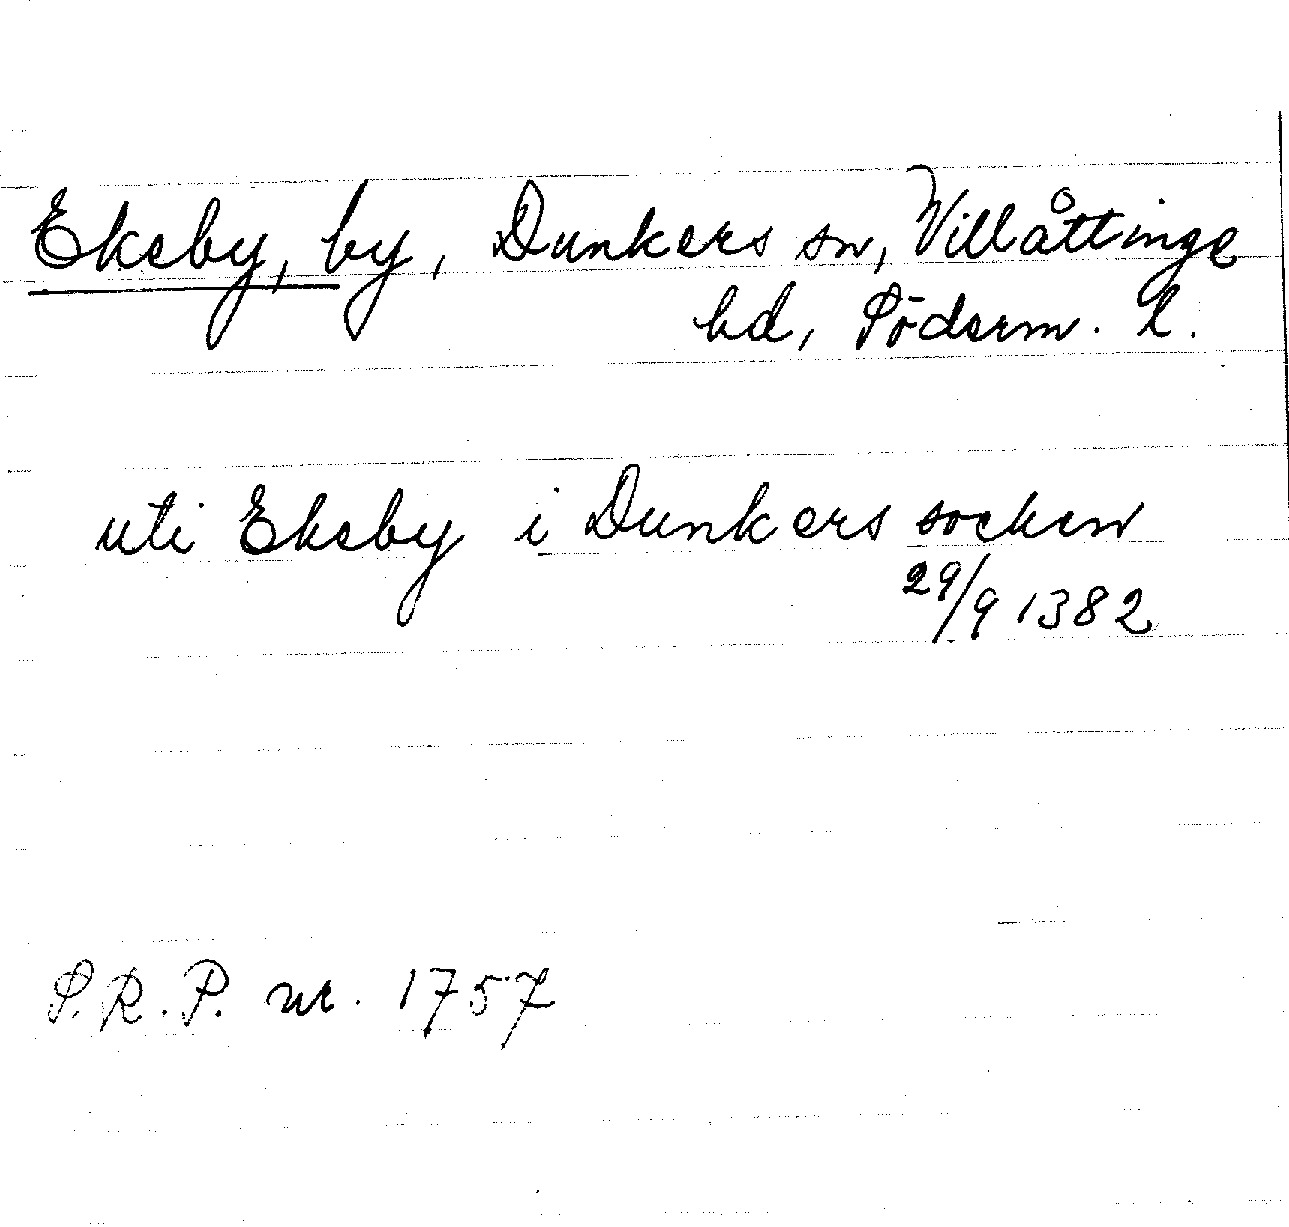 Ekeby, by, Dunkers sn, Villåttinge
hd, Söderm. l.
uti Ekeby i Dunkers socken
29/9 1382
S.R.P. nr. 1757